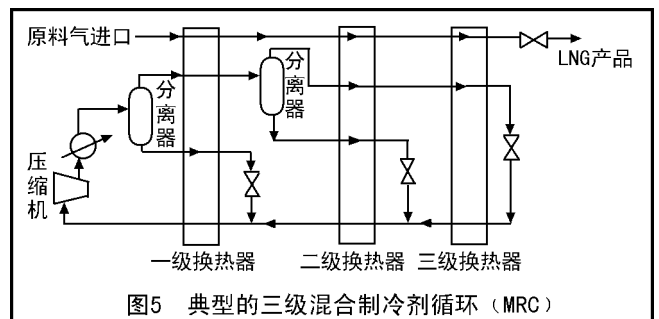 原料气进口
LNG产品
分离器
分离器
压缩机
一级换热器
二级换热器
三级换热器
图5 典型的三级混合制冷剂循环（MRC）